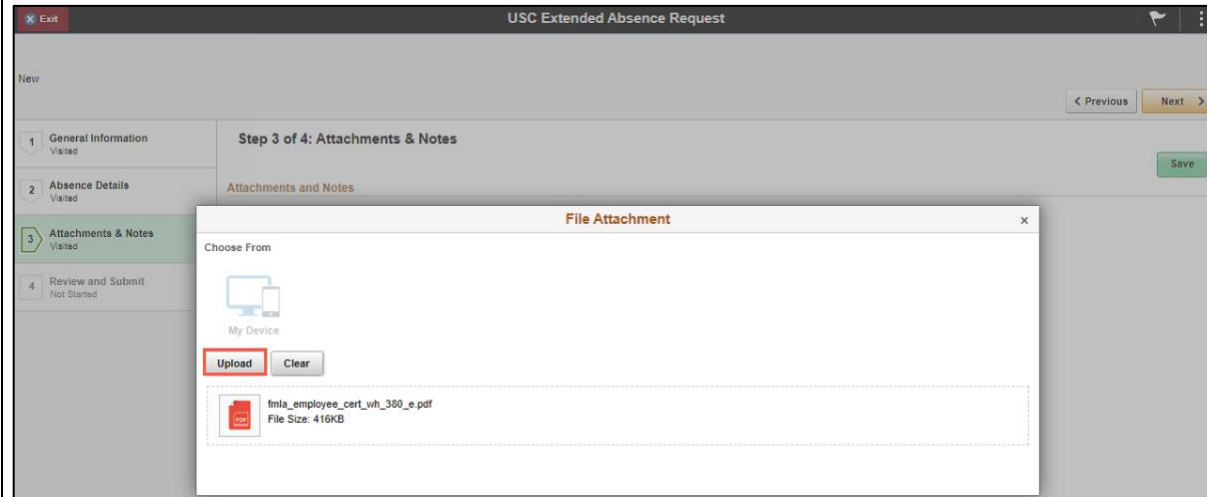 Exit
USC Extended Absence Request
New
Previous
Next
1 General Information
Visited
Step 3 of 4: Attachments & Notes
Save
2 Absence Details
Visited
Attachments and Notes
3 Attachments & Notes
Visited
4 Review and Submit
Not Started
File Attachment
Choose From
My Device
Upload
Clear
PDF
fmla_employee_cert_wh_380_e.pdf
File Size: 416KB